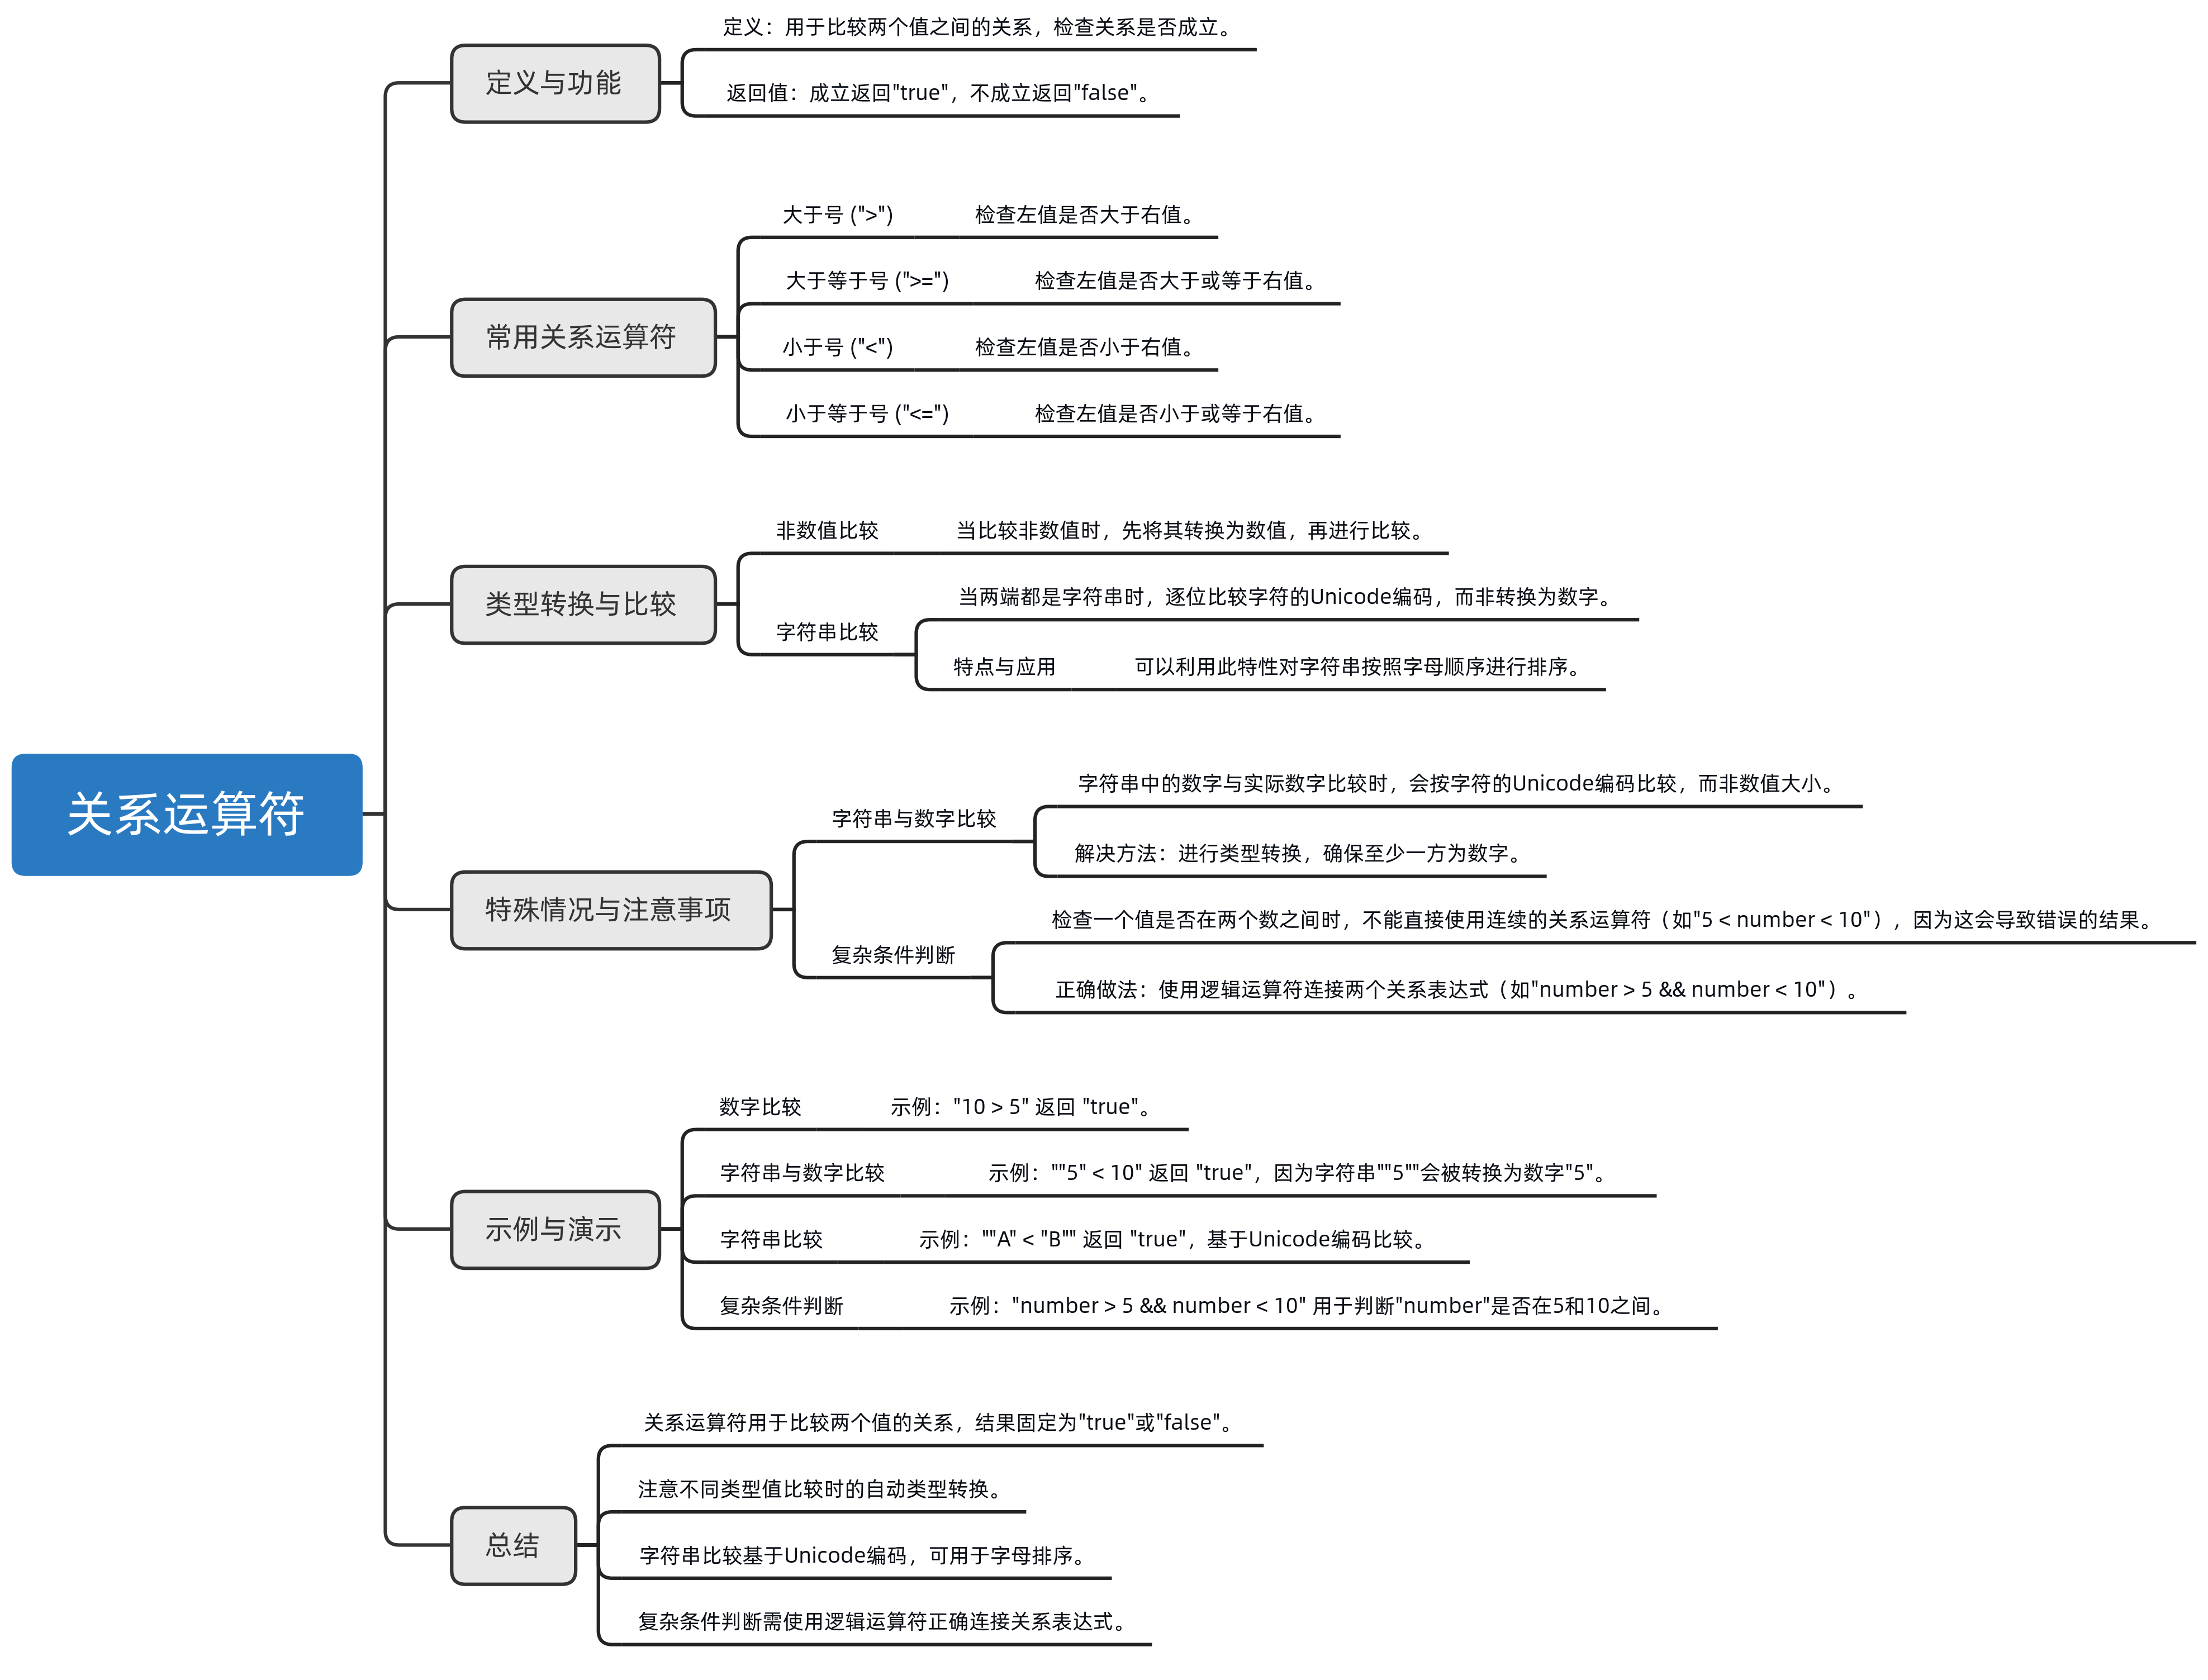 关系运算符
定义与功能
定义：用于比较两个值之间的关系，检查关系是否成立。
返回值：成立返回"true"，不成立返回"false"。
常用关系运算符
大于号 (">")
检查左值是否大于右值。
大于等于号 (">=")
检查左值是否大于或等于右值。
小于号 ("<")
检查左值是否小于右值。
小于等于号 ("<=")
检查左值是否小于或等于右值。
类型转换与比较
非数值比较
当比较非数值时，先将其转换为数值，再进行比较。
字符串比较
当两端都是字符串时，逐位比较字符的Unicode编码，而非转换为数字。
特点与应用
可以利用此特性对字符串按照字母顺序进行排序。
特殊情况与注意事项
字符串与数字比较
字符串中的数字与实际数字比较时，会按字符的Unicode编码比较，而非数值大小。
解决方法：进行类型转换，确保至少一方为数字。
复杂条件判断
检查一个值是否在两个数之间时，不能直接使用连续的关系运算符（如"5 < number < 10"），因为这会导致错误的结果。
正确做法：使用逻辑运算符连接两个关系表达式（如"number > 5 && number < 10"）。
示例与演示
数字比较
示例："10 > 5" 返回 "true"。
字符串与数字比较
示例：""5" < 10" 返回 "true"，因为字符串""5""会被转换为数字"5"。
字符串比较
示例：""A" < "B"" 返回 "true"，基于Unicode编码比较。
复杂条件判断
示例："number > 5 && number < 10" 用于判断"number"是否在5和10之间。
总结
关系运算符用于比较两个值的关系，结果固定为"true"或"false"。
注意不同类型值比较时的自动类型转换。
字符串比较基于Unicode编码，可用于字母排序。
复杂条件判断需使用逻辑运算符正确连接关系表达式。